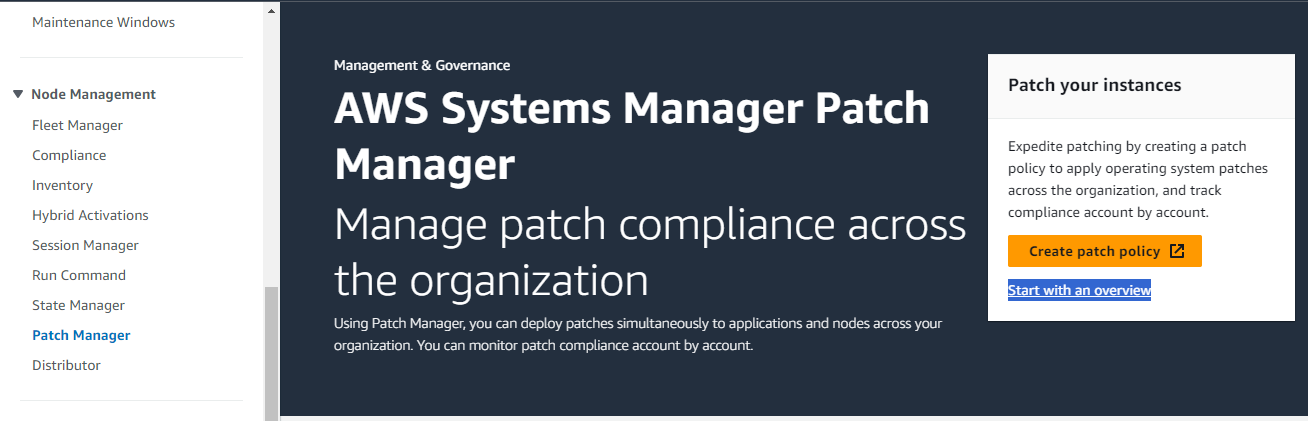 Maintenance Windows
Node Management
Fleet Manager
Compliance
Inventory
Hybrid Activations
Session Manager
Run Command
State Manager
Patch Manager
Distributor
Management & Governance
AWS Systems Manager Patch
Manager
Manage patch compliance across
the organization
Using Patch Manager, you can deploy patches simultaneously to applications and nodes across your
organization. You can monitor patch compliance account by account.
Patch your instances
Expedite patching by creating a patch
policy to apply operating system patches
across the organization, and track
compliance account by account.
Create patch policy
Start with an overview